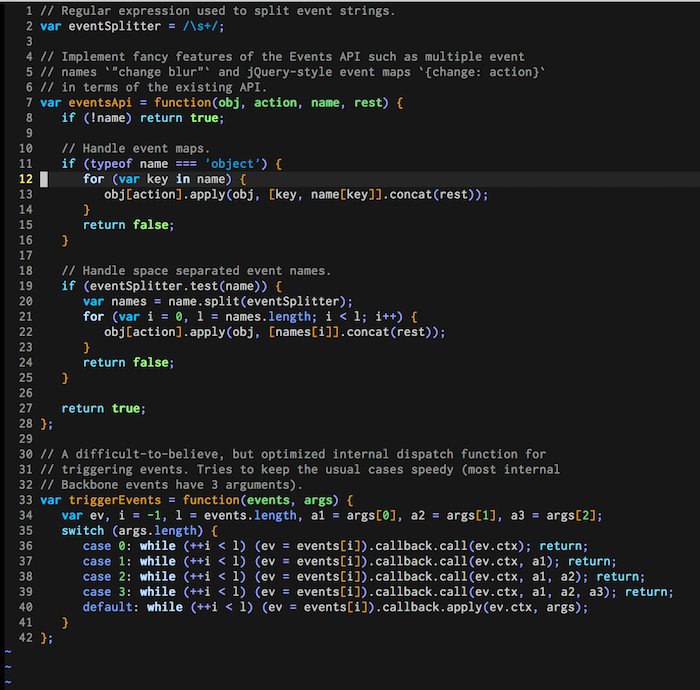 1 // Regular expression used to split event strings.
2 var eventSplitter = /\s+/;
3
4 // Implement fancy features of the Events API such as multiple event
5 // names `"change blur"` and jQuery-style event maps `{change: action}`
6 // in terms of the existing API.
7 var eventsApi = function(obj, action, name, rest) {
8    if (!name) return true;
9
10    // Handle event maps.
11    if (typeof name === 'object') {
12       for (var key in name) {
13          obj[action].apply(obj, [key, name[key]].concat(rest));
14       }
15       return false;
16    }
17
18    // Handle space separated event names.
19    if (eventSplitter.test(name)) {
20       var names = name.split(eventSplitter);
21       for (var i = 0, l = names.length; i < l; i++) {
22          obj[action].apply(obj, [names[i]].concat(rest));
23       }
24       return false;
25    }
26
27    return true;
28 };
29
30 // A difficult-to-believe, but optimized internal dispatch function for
31 // triggering events. Tries to keep the usual cases speedy (most internal
32 // Backbone events have 3 arguments).
33 var triggerEvents = function(events, args) {
34    var ev, i = -1, l = events.length, a1 = args[0], a2 = args[1], a3 = args[2];
35    switch (args.length) {
36       case 0: while (++i < l) (ev = events[i]).callback.call(ev.ctx); return;
37       case 1: while (++i < l) (ev = events[i]).callback.call(ev.ctx, a1); return;
38       case 2: while (++i < l) (ev = events[i]).callback.call(ev.ctx, a1, a2); return;
39       case 3: while (++i < l) (ev = events[i]).callback.call(ev.ctx, a1, a2, a3); return;
40       default: while (++i < l) (ev = events[i]).callback.apply(ev.ctx, args);
41    }
42 };
~
~
~